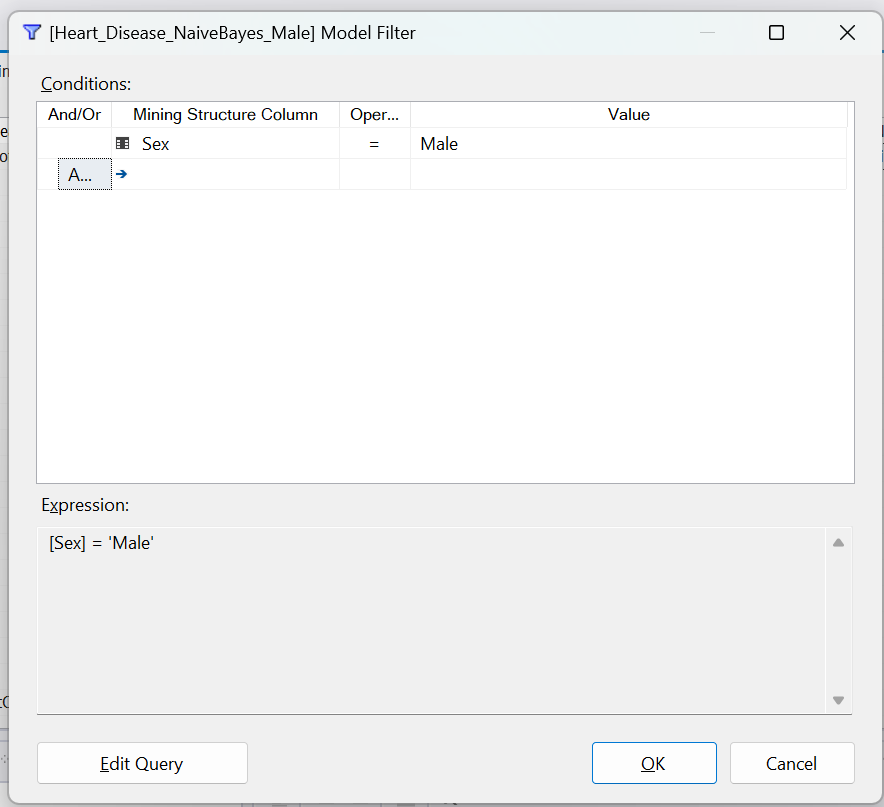 [Heart_Disease_NaiveBayes_Male] Model Filter
Conditions:
And/Or Mining Structure Column Oper... Value
Sex = Male
A...
Expression:
[Sex] = 'Male'
Edit Query OK Cancel